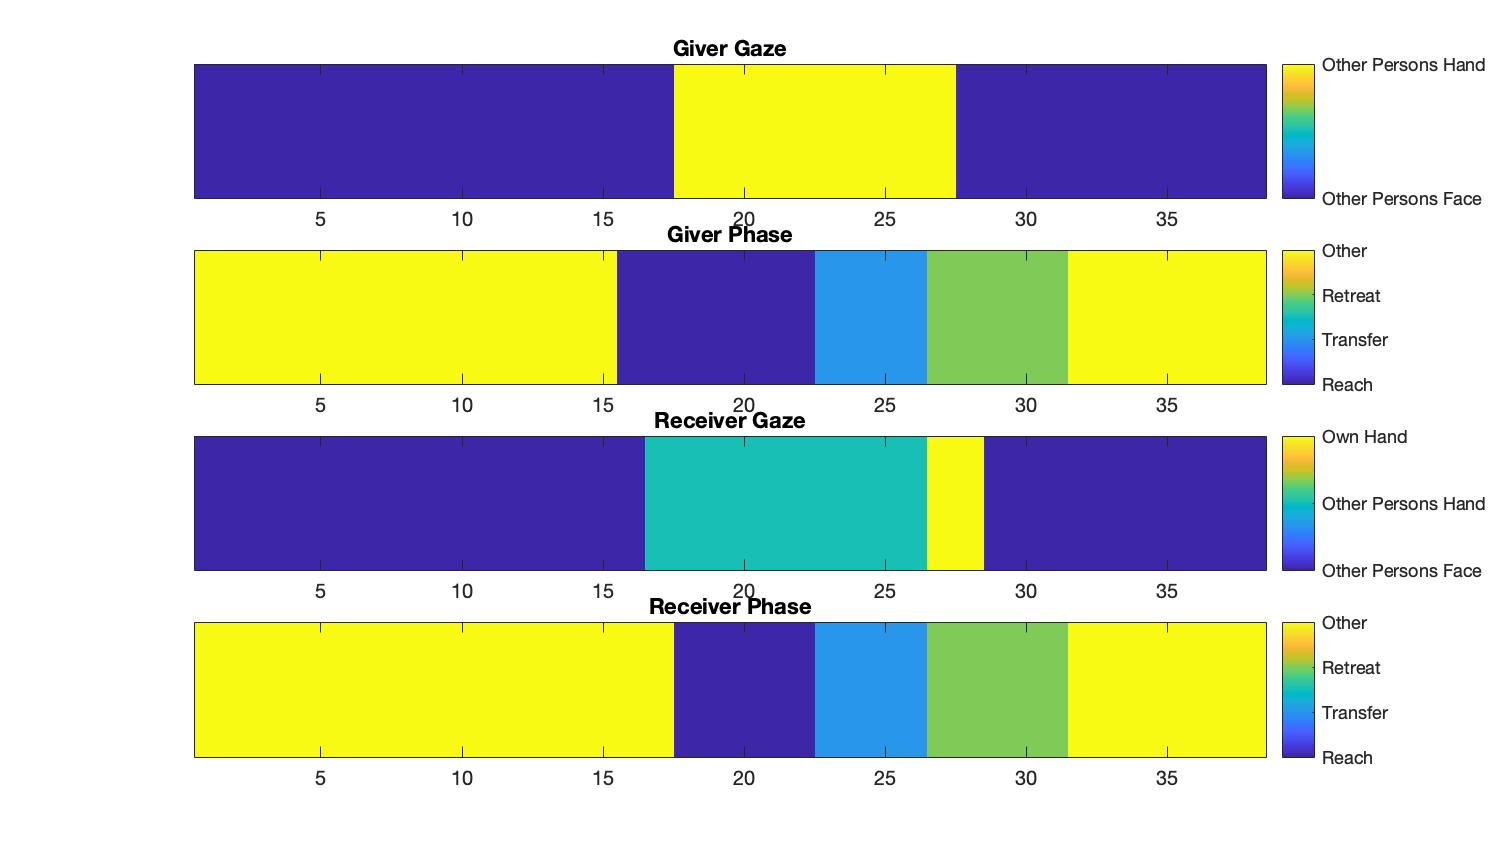 Giver Gaze
Other Persons Hand
Other Persons Face
5 10 15 20 25 30 35
Giver Phase
Other
Retreat
Transfer
Reach
5 10 15 20 25 30 35
Receiver Gaze
Own Hand
Other Persons Hand
Other Persons Face
5 10 15 20 25 30 35
Receiver Phase
Other
Retreat
Transfer
Reach
5 10 15 20 25 30 35